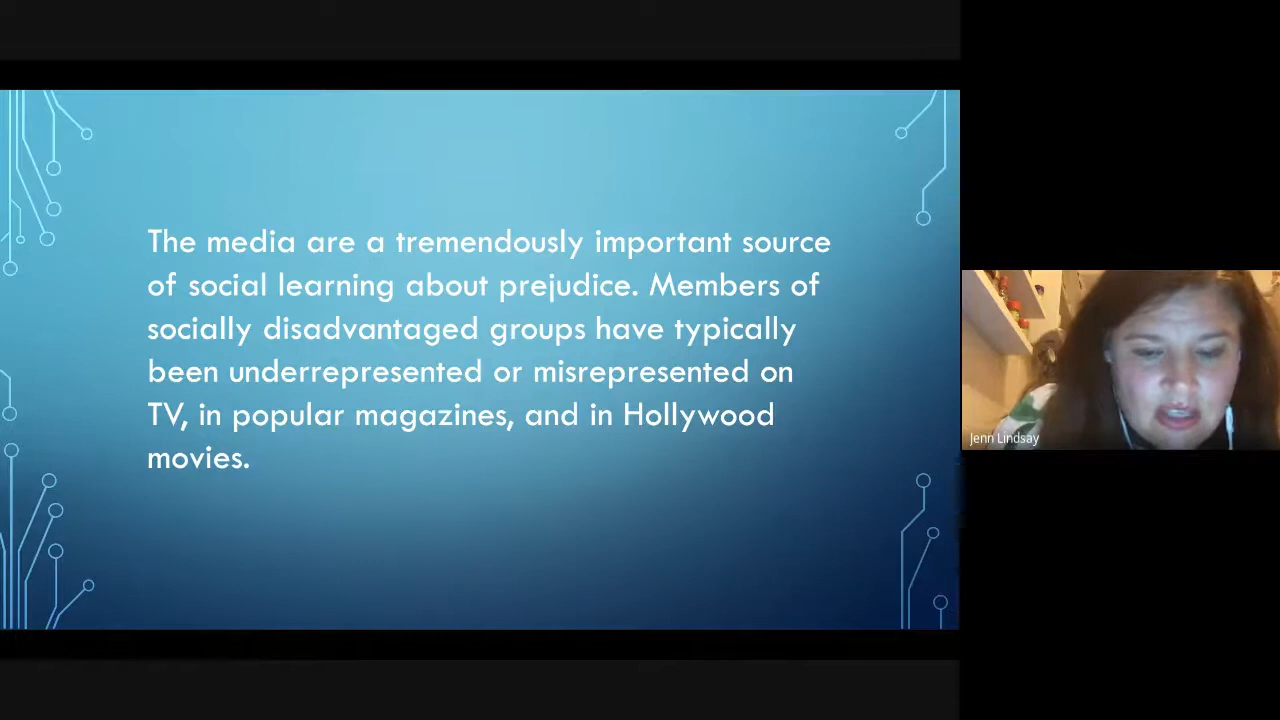 The media are a tremendously important source
of social learning about prejudice. Members of
socially disadvantaged groups have typically
been underrepresented or misrepresented on
TV, in popular magazines, and in Hollywood
movies.
Jenn Lindsay